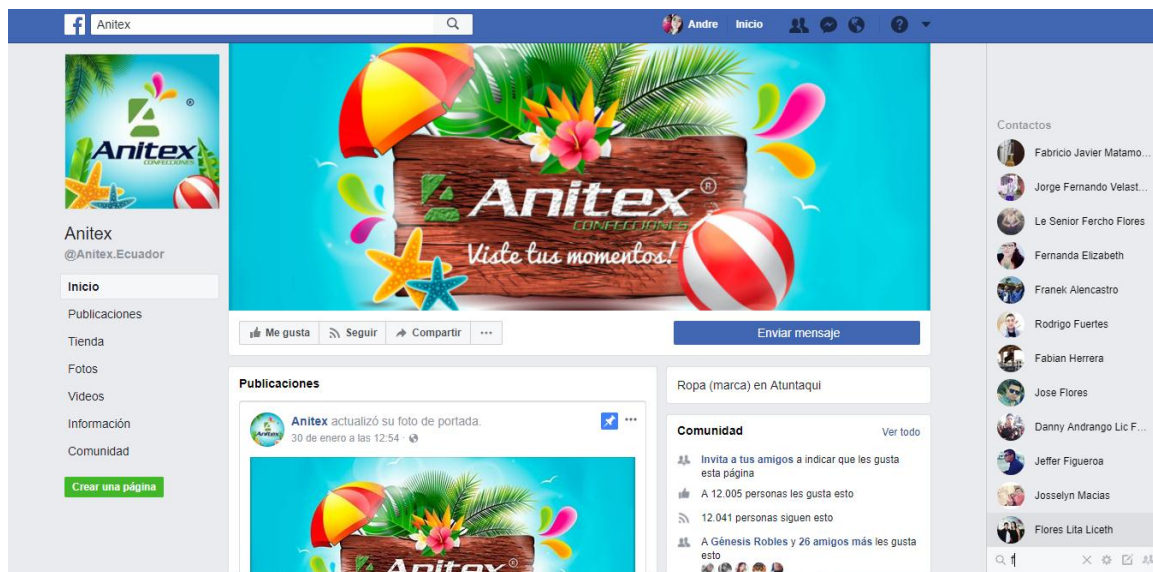 Anitex
Andre
Inicio
?
Anitex
CONFECCIONES
®
Anitex
@Anitex.Ecuador
Inicio
Publicaciones
Tienda
Fotos
Videos
Información
Comunidad
Crear una página
Anitex®
CONFECCIONES
Viste tus momentos!
Me gusta
Seguir
Compartir
...
Enviar mensaje
Publicaciones
Anitex actualizó su foto de portada.
30 de enero a las 12:54 ·
Anitex®
Ropa (marca) en Atuntaqui
Comunidad
Ver todo
Invita a tus amigos a indicar que les gusta
esta página
A 12.005 personas les gusta esto
12.041 personas siguen esto
A Génesis Robles y 26 amigos más les gusta
esto
Contactos
Fabricio Javier Matamo...
Jorge Fernando Velast...
Le Senior Fercho Flores
Fernanda Elizabeth
Franek Alencastro
Rodrigo Fuertes
Fabian Herrera
Jose Flores
Danny Andrango Lic F...
Jeffer Figueroa
Josselyn Macias
Flores Lita Liceth
f